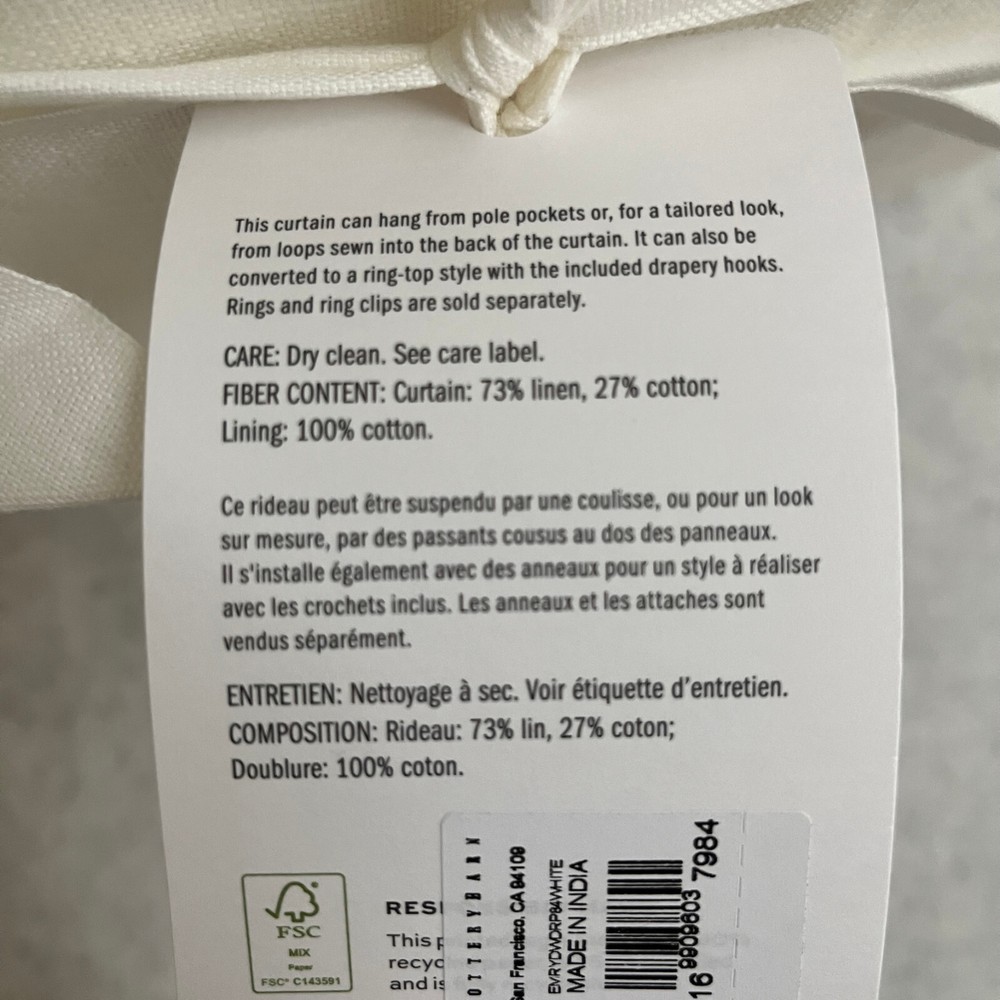 This curtain can hang from pole pockets or, for a tailored look,
from loops sewn into the back of the curtain. It can also be
converted to a ring-top style with the included drapery hooks.
Rings and ring clips are sold separately.
CARE: Dry clean. See care label.
FIBER CONTENT: Curtain: 73% linen, 27% cotton;
Lining: 100% cotton.
Ce rideau peut être suspendu par une coulisse, ou pour un look
sur mesure, par des passants cousus au dos des panneaux.
Il s'installe également avec des anneaux pour un style à réaliser
avec les crochets inclus. Les anneaux et les attaches sont
vendus séparément.
ENTRETIEN: Nettoyage à sec. Voir étiquette d'entretien.
COMPOSITION: Rideau: 73% lin, 27% coton;
Doublure: 100% coton.
FSC
MIX
Paper
FSC® C143591
This
and is
OTTERYBARN
San Francisco, CA 94109
EVRYDWDRP84WHITE
MADE IN INDIA
16 9909603 7984